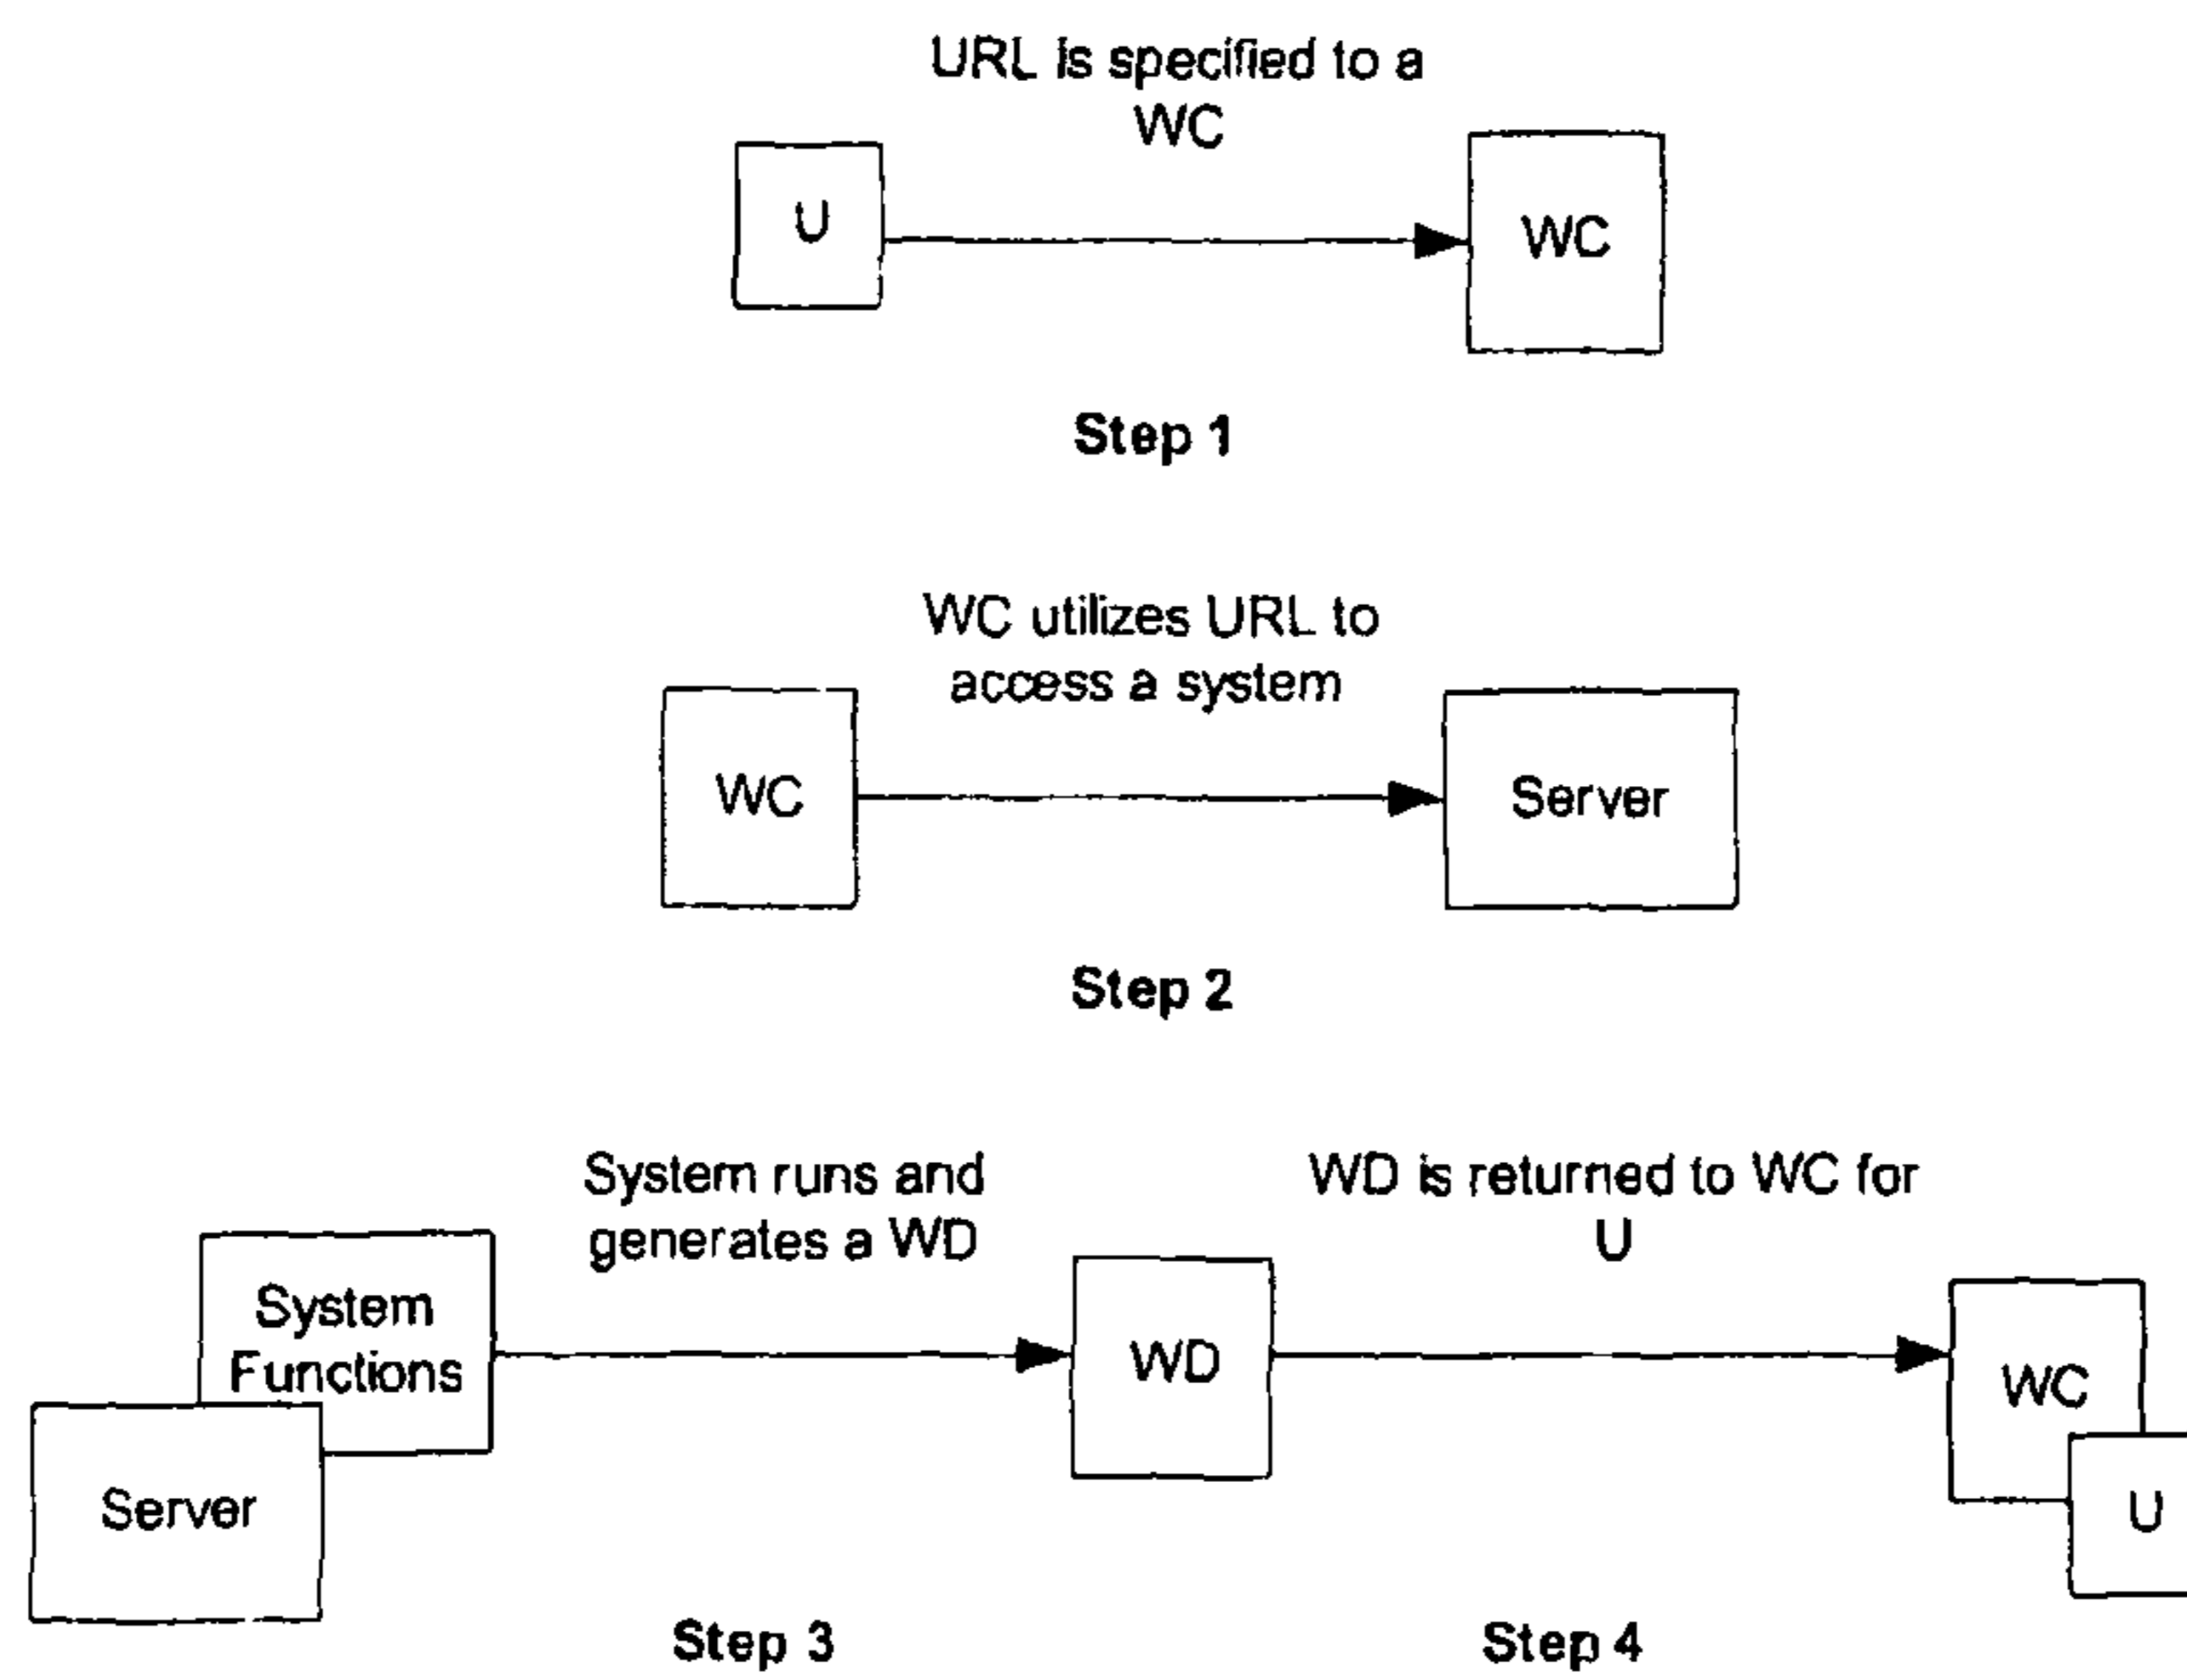 URL is specified to a
WC
U
WC
Step 1
WC utilizes URL to
access a system
WC
Server
Step 2
System runs and
generates a WD
WD is returned to WC for
U
System
Functions
WD
WC
Server
U
Step 3
Step 4